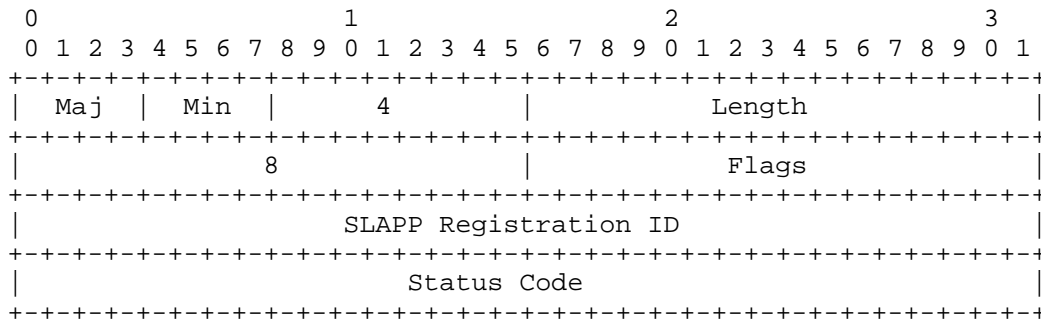 0                   1                   2                   3
 0 1 2 3 4 5 6 7 8 9 0 1 2 3 4 5 6 7 8 9 0 1 2 3 4 5 6 7 8 9 0 1
+-+-+-+-+-+-+-+-+-+-+-+-+-+-+-+-+-+-+-+-+-+-+-+-+-+-+-+-+-+-+-+-+
|  Maj  |  Min  |      4        |           Length              |
+-+-+-+-+-+-+-+-+-+-+-+-+-+-+-+-+-+-+-+-+-+-+-+-+-+-+-+-+-+-+-+-+
|               8               |            Flags              |
+-+-+-+-+-+-+-+-+-+-+-+-+-+-+-+-+-+-+-+-+-+-+-+-+-+-+-+-+-+-+-+-+
|                    SLAPP Registration ID                      |
+-+-+-+-+-+-+-+-+-+-+-+-+-+-+-+-+-+-+-+-+-+-+-+-+-+-+-+-+-+-+-+-+
|                        Status Code                            |
+-+-+-+-+-+-+-+-+-+-+-+-+-+-+-+-+-+-+-+-+-+-+-+-+-+-+-+-+-+-+-+-+